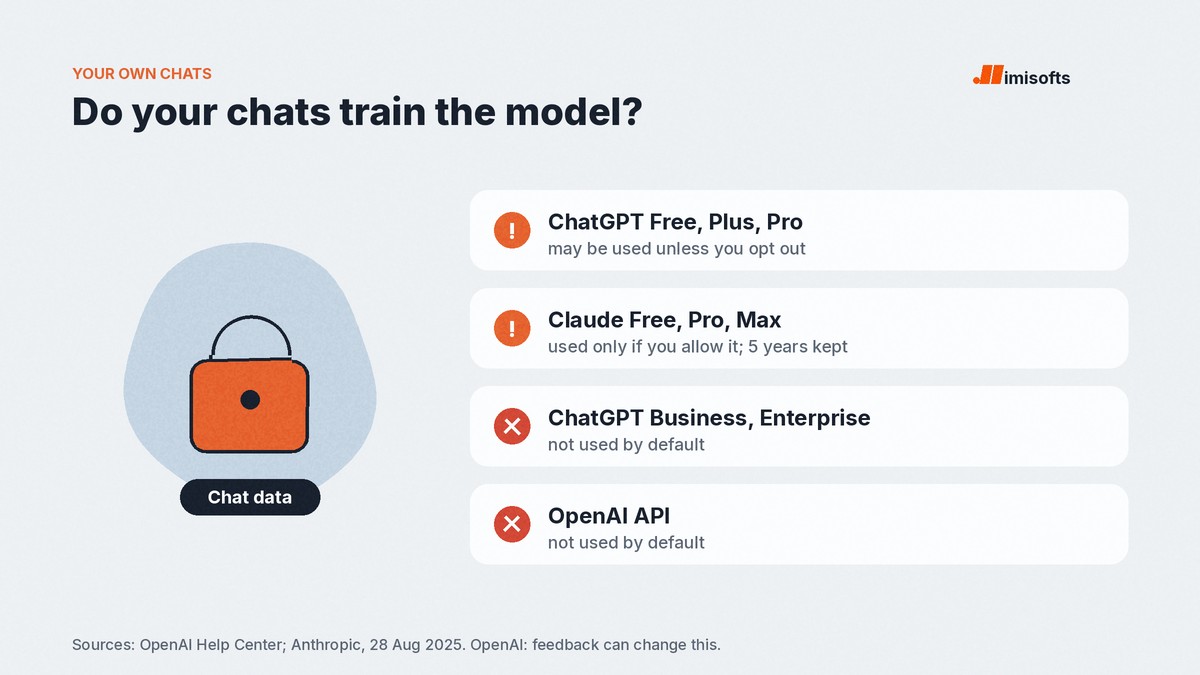 YOUR OWN CHATS
Do your chats train the model?
imisofts
ChatGPT Free, Plus, Pro
may be used unless you opt out
Claude Free, Pro, Max
used only if you allow it; 5 years kept
ChatGPT Business, Enterprise
not used by default
OpenAI API
not used by default
Chat data
Sources: OpenAI Help Center; Anthropic, 28 Aug 2025. OpenAI: feedback can change this.